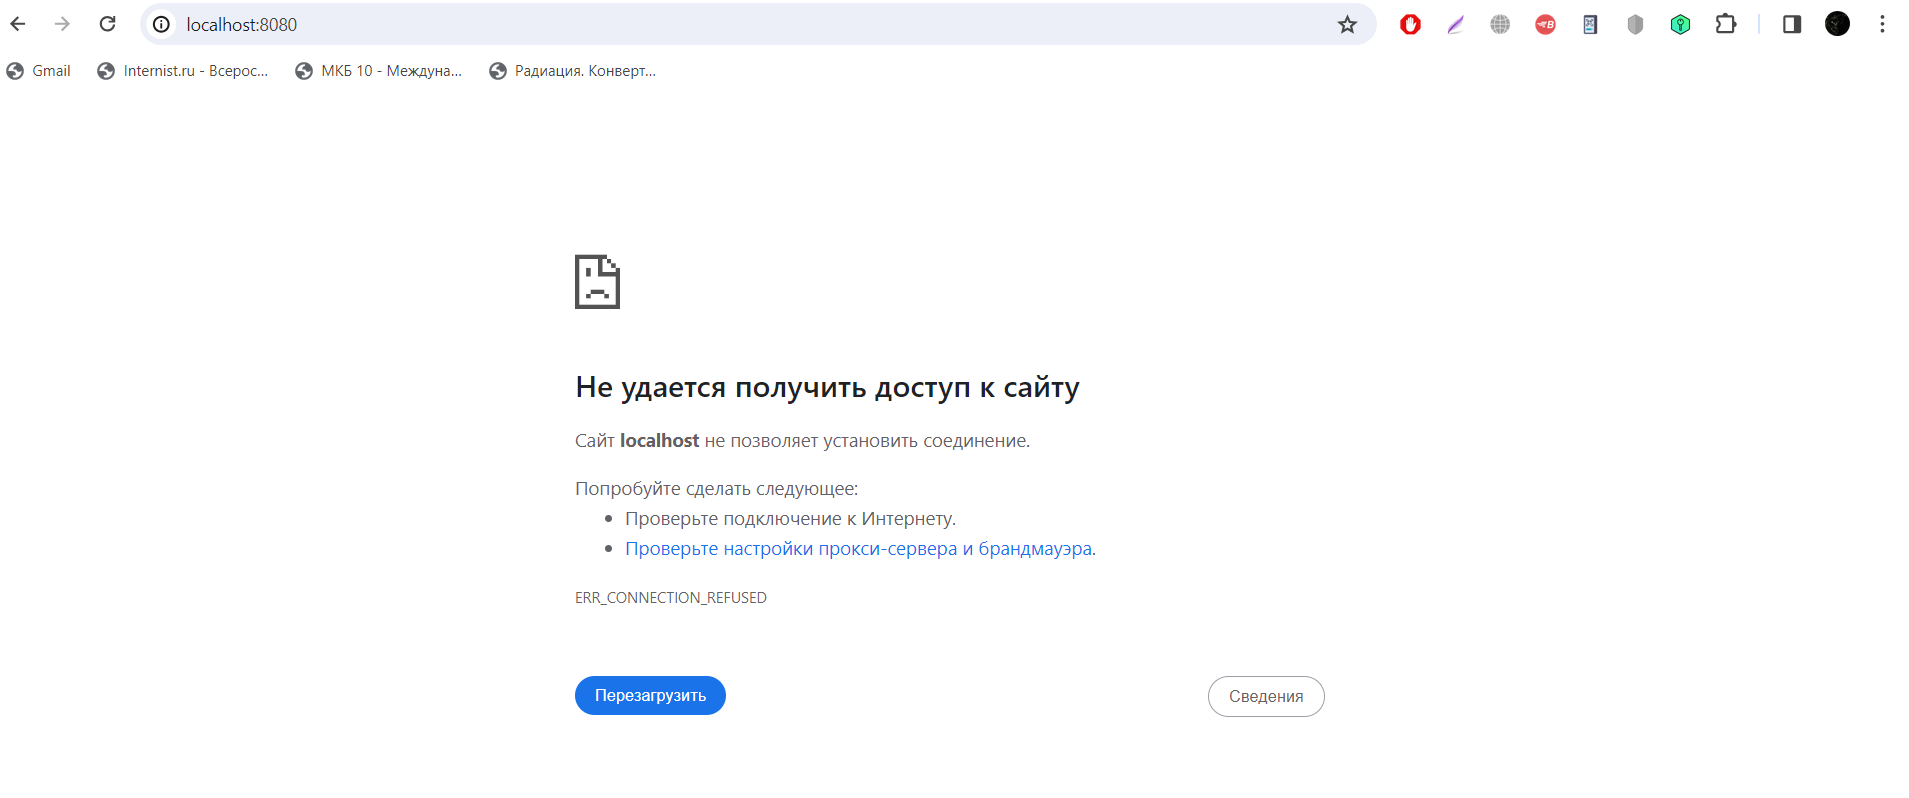 localhost:8080
Gmail
Internist.ru - Всерос...
МКБ 10 - Междуна...
Радиация. Конверт...
Не удается получить доступ к сайту
Сайт localhost не позволяет установить соединение.
Попробуйте сделать следующее:
Проверьте подключение к Интернету.
Проверьте настройки прокси-сервера и брандмауэра.
ERR_CONNECTION_REFUSED
Перезагрузить
Сведения